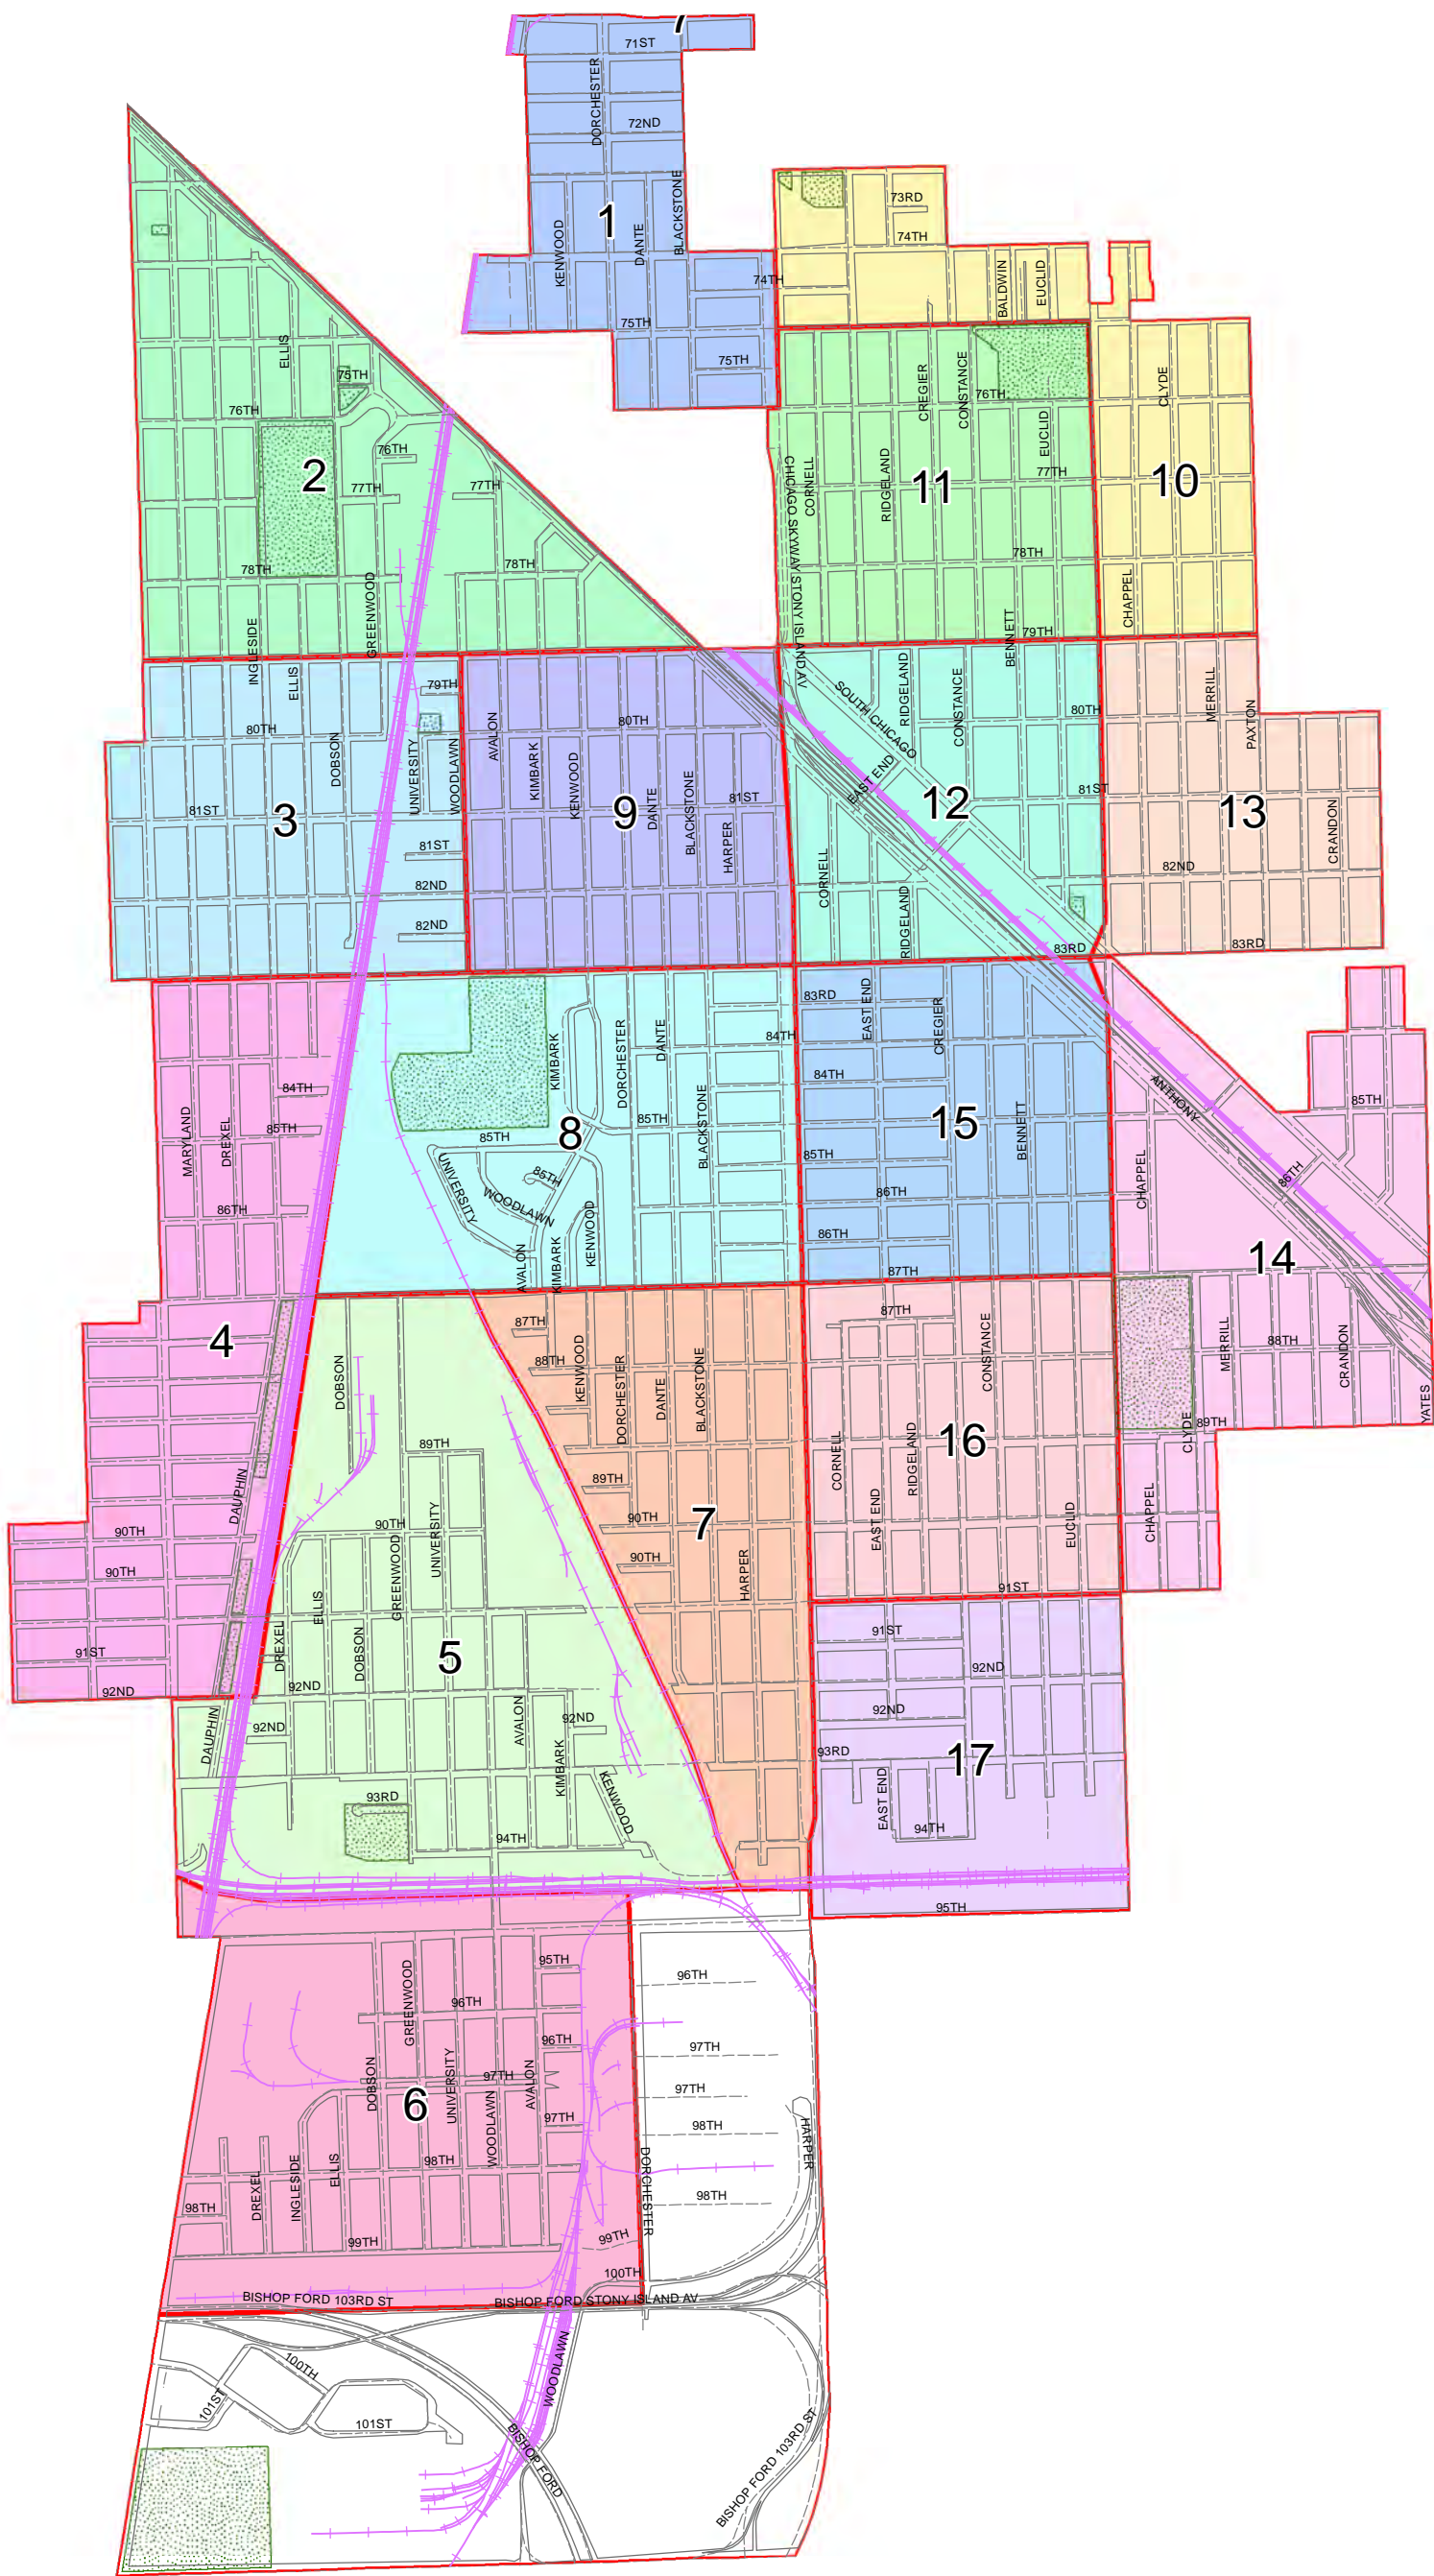 7
71ST
DORCHESTER
72ND
1
BLACKSTONE
KENWOOD
DANTE
74TH
75TH
75TH
73RD
74TH
BALDWIN
EUCLID
CLYDE
10
CHAPPEL
ELLIS
75TH
76TH
76TH
2
77TH
77TH
78TH
78TH
GREENWOOD
INGLESIDE
CREGIER
CONSTANCE
76TH
EUCLID
CORNELL
CHICAGO SKYWAY STONY ISLAND AV
RIDGELAND
11
77TH
78TH
BENNETT
79TH
ELLIS
79TH
80TH
DOBSON
UNIVERSITY
WOODLAWN
3
81ST
81ST
82ND
82ND
AVALON
80TH
KIMBARK
KENWOOD
9
DANTE
BLACKSTONE
81ST
HARPER
RIDGELAND
SOUTH CHICAGO
CONSTANCE
80TH
EAST END
12
81ST
CORNELL
RIDGELAND
83RD
MERRILL
PAXTON
13
CRANDON
82ND
83RD
84TH
MARYLAND
DREXEL
85TH
86TH
4
DAUPHIN
90TH
90TH
91ST
92ND
KIMBARK
DORCHESTER
DANTE
84TH
85TH
8
85TH
BLACKSTONE
UNIVERSITY
85TH
WOODLAWN
KENWOOD
AVALON
KIMBARK
83RD
EAST END
CREGIER
84TH
15
BENNETT
85TH
86TH
86TH
87TH
ANTHONY
85TH
CHAPPEL
86TH
14
MERRILL
88TH
CRANDON
YATES
89TH
CLYDE
CHAPPEL
DOBSON
89TH
UNIVERSITY
90TH
GREENWOOD
ELLIS
DREXEL
DOBSON
5
92ND
92ND
AVALON
92ND
DAUPHIN
KIMBARK
KENWOOD
93RD
94TH
87TH
KENWOOD
88TH
DORCHESTER
DANTE
BLACKSTONE
89TH
7
90TH
90TH
HARPER
87TH
CONSTANCE
16
CORNELL
RIDGELAND
EAST END
EUCLID
91ST
91ST
92ND
92ND
93RD
17
EAST END
94TH
95TH
95TH
GREENWOOD
96TH
96TH
DOBSON
UNIVERSITY
97TH
AVALON
6
WOODLAWN
97TH
98TH
DREXEL
INGLESIDE
ELLIS
98TH
99TH
99TH
96TH
97TH
97TH
98TH
HARPER
DORCHESTER
98TH
100TH
BISHOP FORD 103RD ST
BISHOP FORD STONY ISLAND AV
WOODLAWN
100TH
101ST
101ST
BISHOP FORD
BISHOP FORD 103RD ST